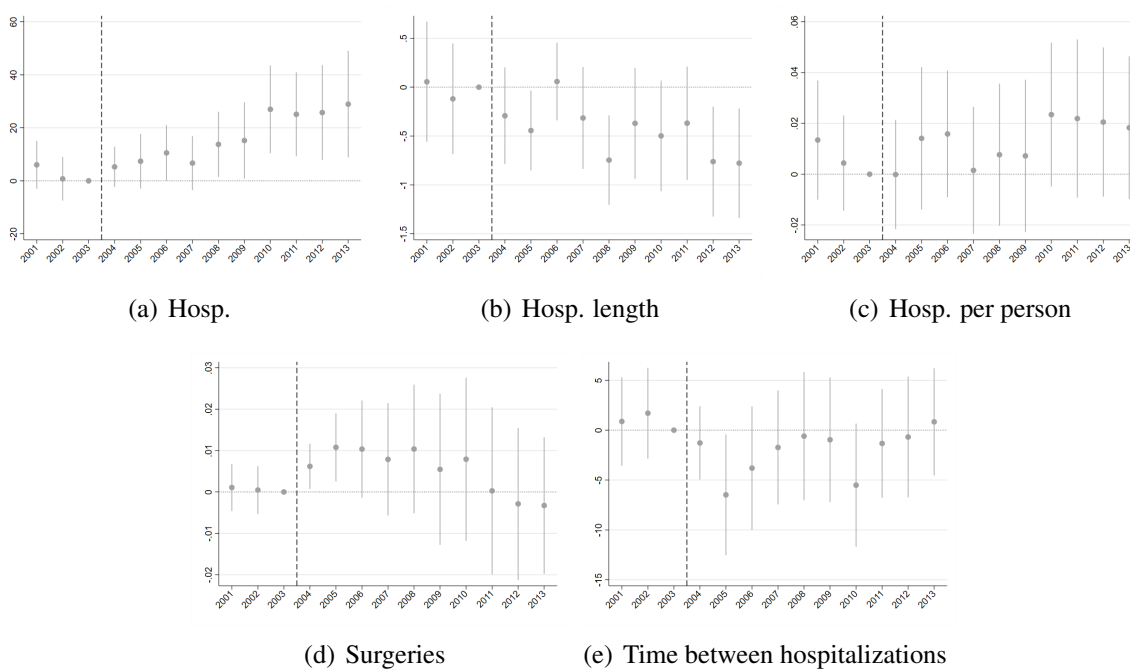 60
40
20
0
-20
2001 2002 2003 2004 2005 2006 2007 2008 2009 2010 2011 2012 2013
(a) Hosp.
.5
0
-.5
-1
-1.5
2001 2002 2003 2004 2005 2006 2007 2008 2009 2010 2011 2012 2013
(b) Hosp. length
.06
.04
.02
0
-.02
2001 2002 2003 2004 2005 2006 2007 2008 2009 2010 2011 2012 2013
(c) Hosp. per person
.03
.02
.01
0
-.01
-.02
2001 2002 2003 2004 2005 2006 2007 2008 2009 2010 2011 2012 2013
(d) Surgeries
5
0
-5
-10
-15
2001 2002 2003 2004 2005 2006 2007 2008 2009 2010 2011 2012 2013
(e) Time between hospitalizations